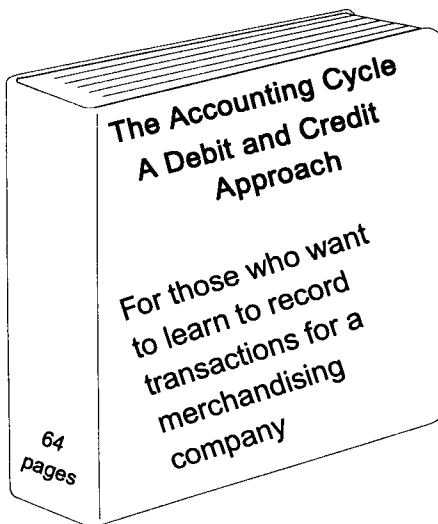 The Accounting Cycle
A Debit and Credit
Approach
For those who want
to learn to record
transactions for a
merchandising
company
64
pages